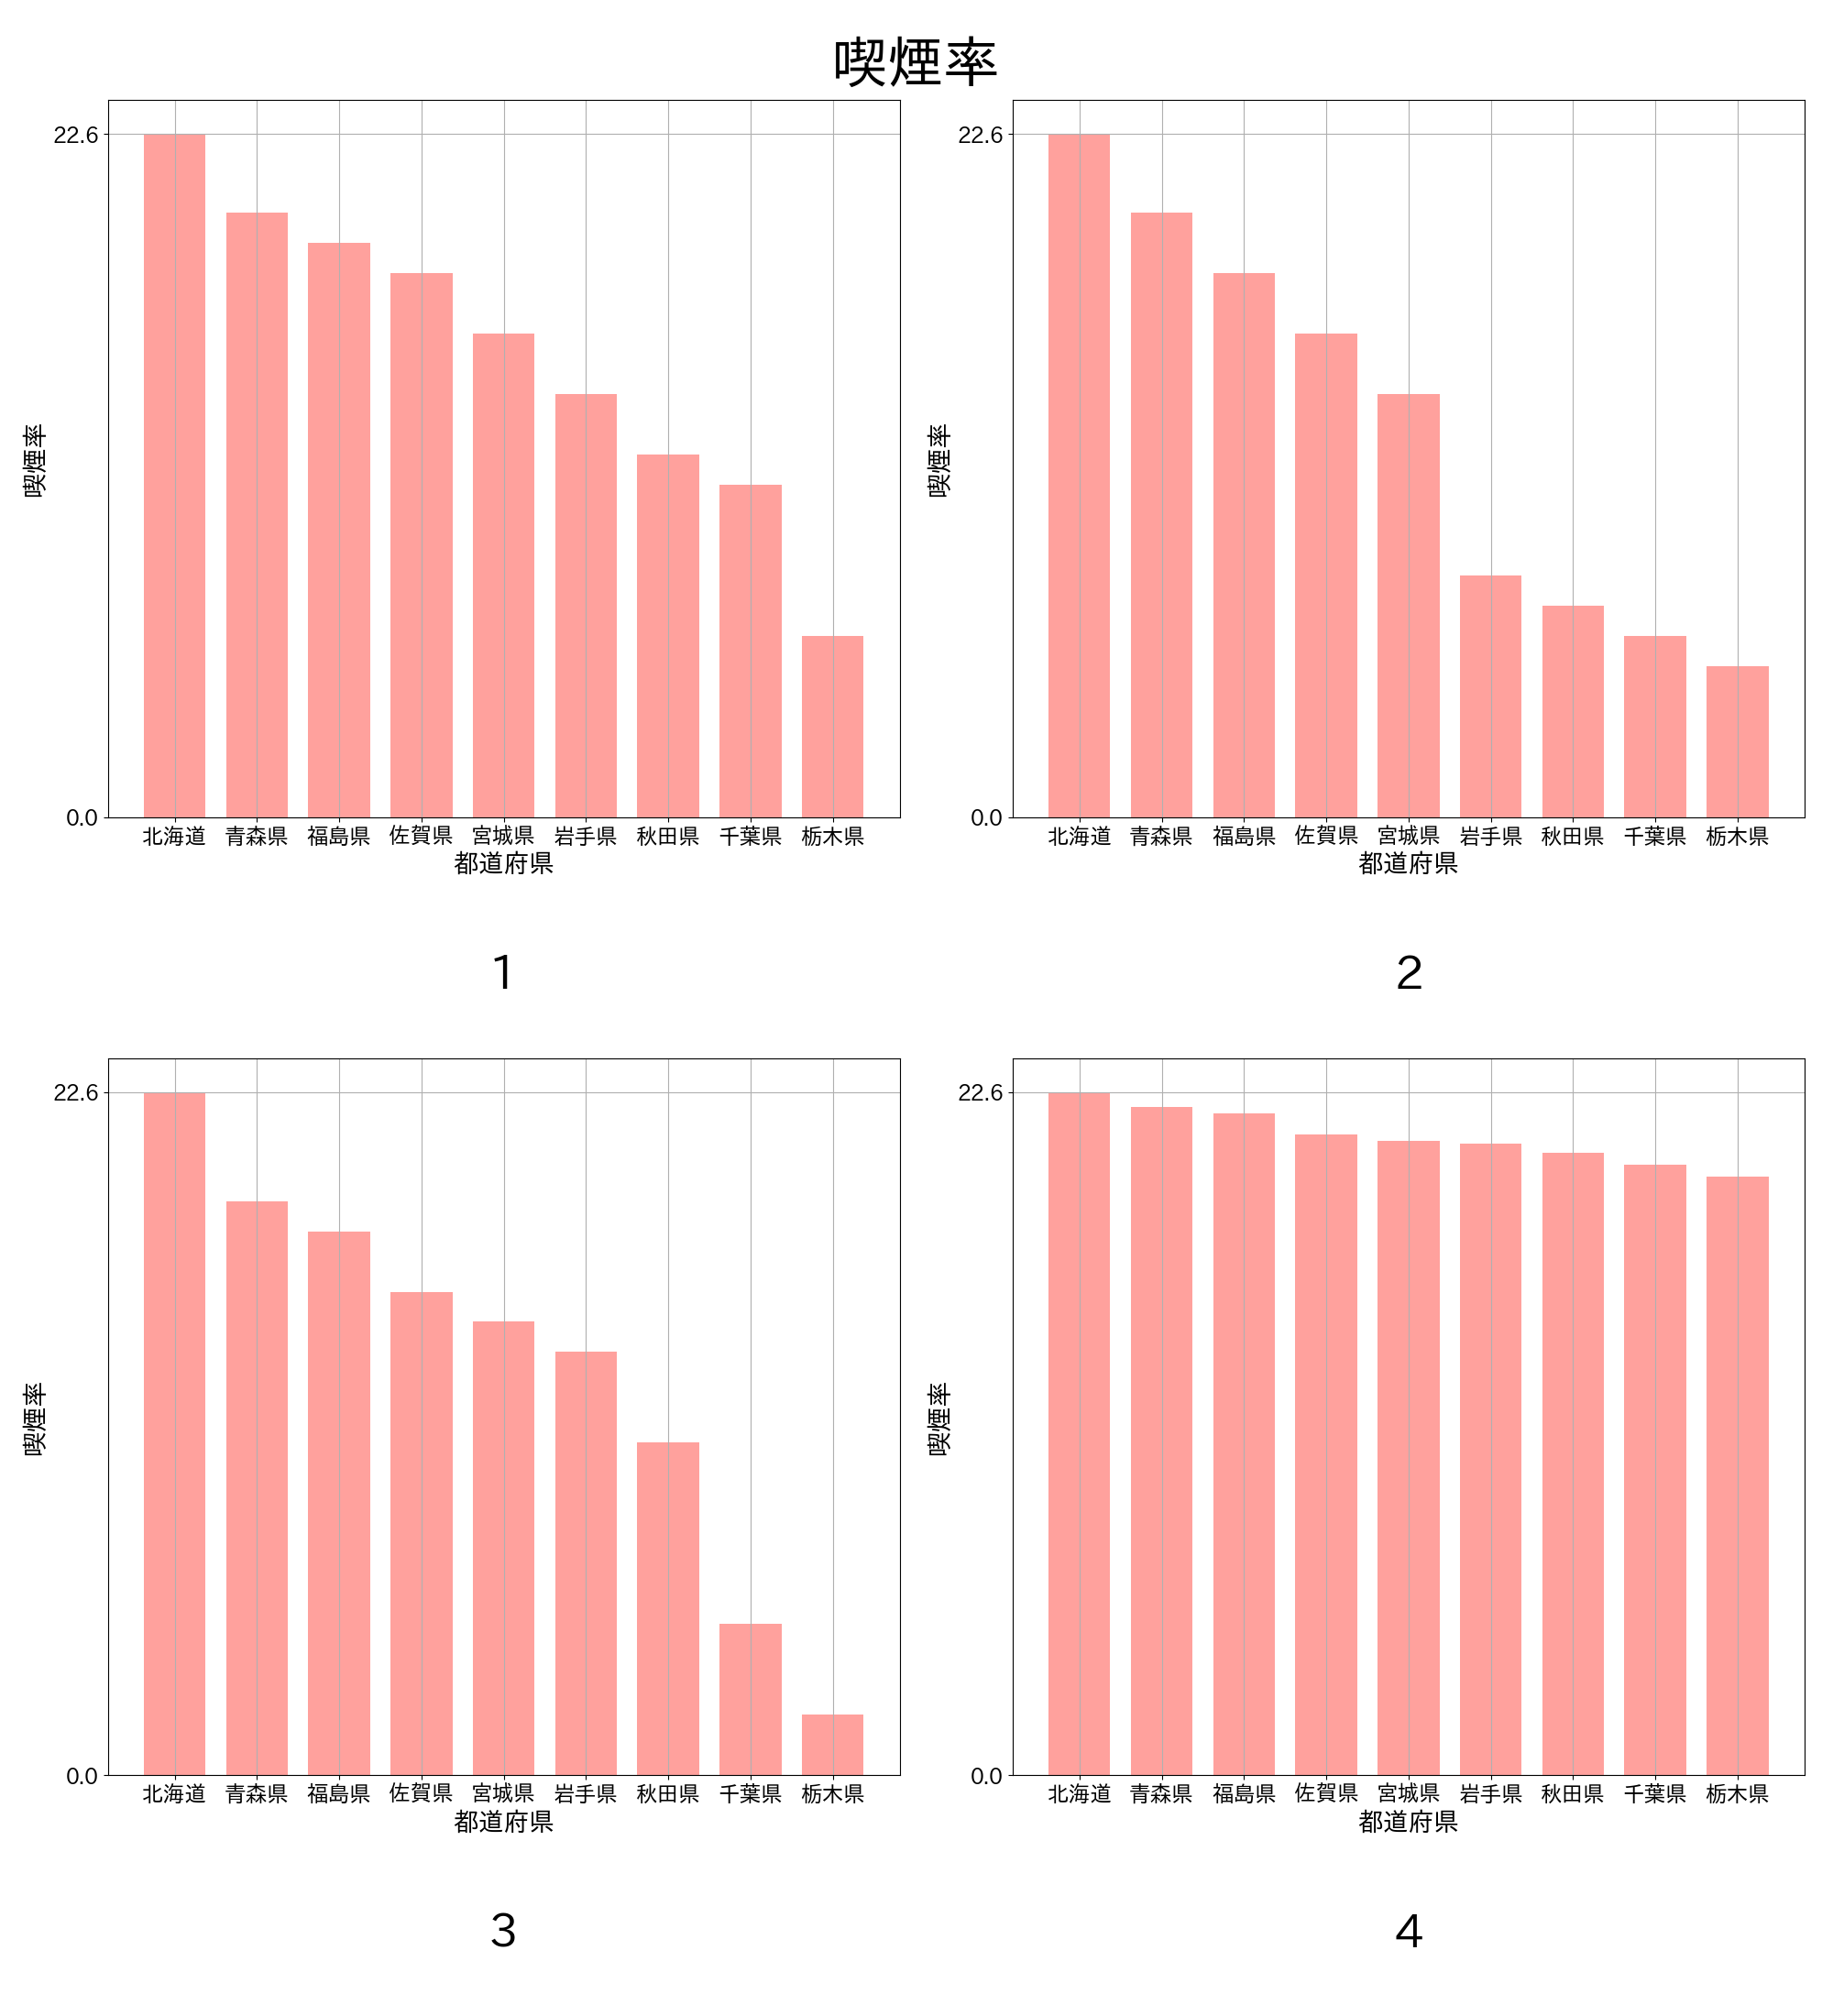 喫煙率
22.6
0.0
喫煙率
北海道 青森県 福島県 佐賀県 宮城県 岩手県 秋田県 千葉県 栃木県
都道府県
1
22.6
0.0
喫煙率
北海道 青森県 福島県 佐賀県 宮城県 岩手県 秋田県 千葉県 栃木県
都道府県
2
22.6
0.0
喫煙率
北海道 青森県 福島県 佐賀県 宮城県 岩手県 秋田県 千葉県 栃木県
都道府県
3
22.6
0.0
喫煙率
北海道 青森県 福島県 佐賀県 宮城県 岩手県 秋田県 千葉県 栃木県
都道府県
4